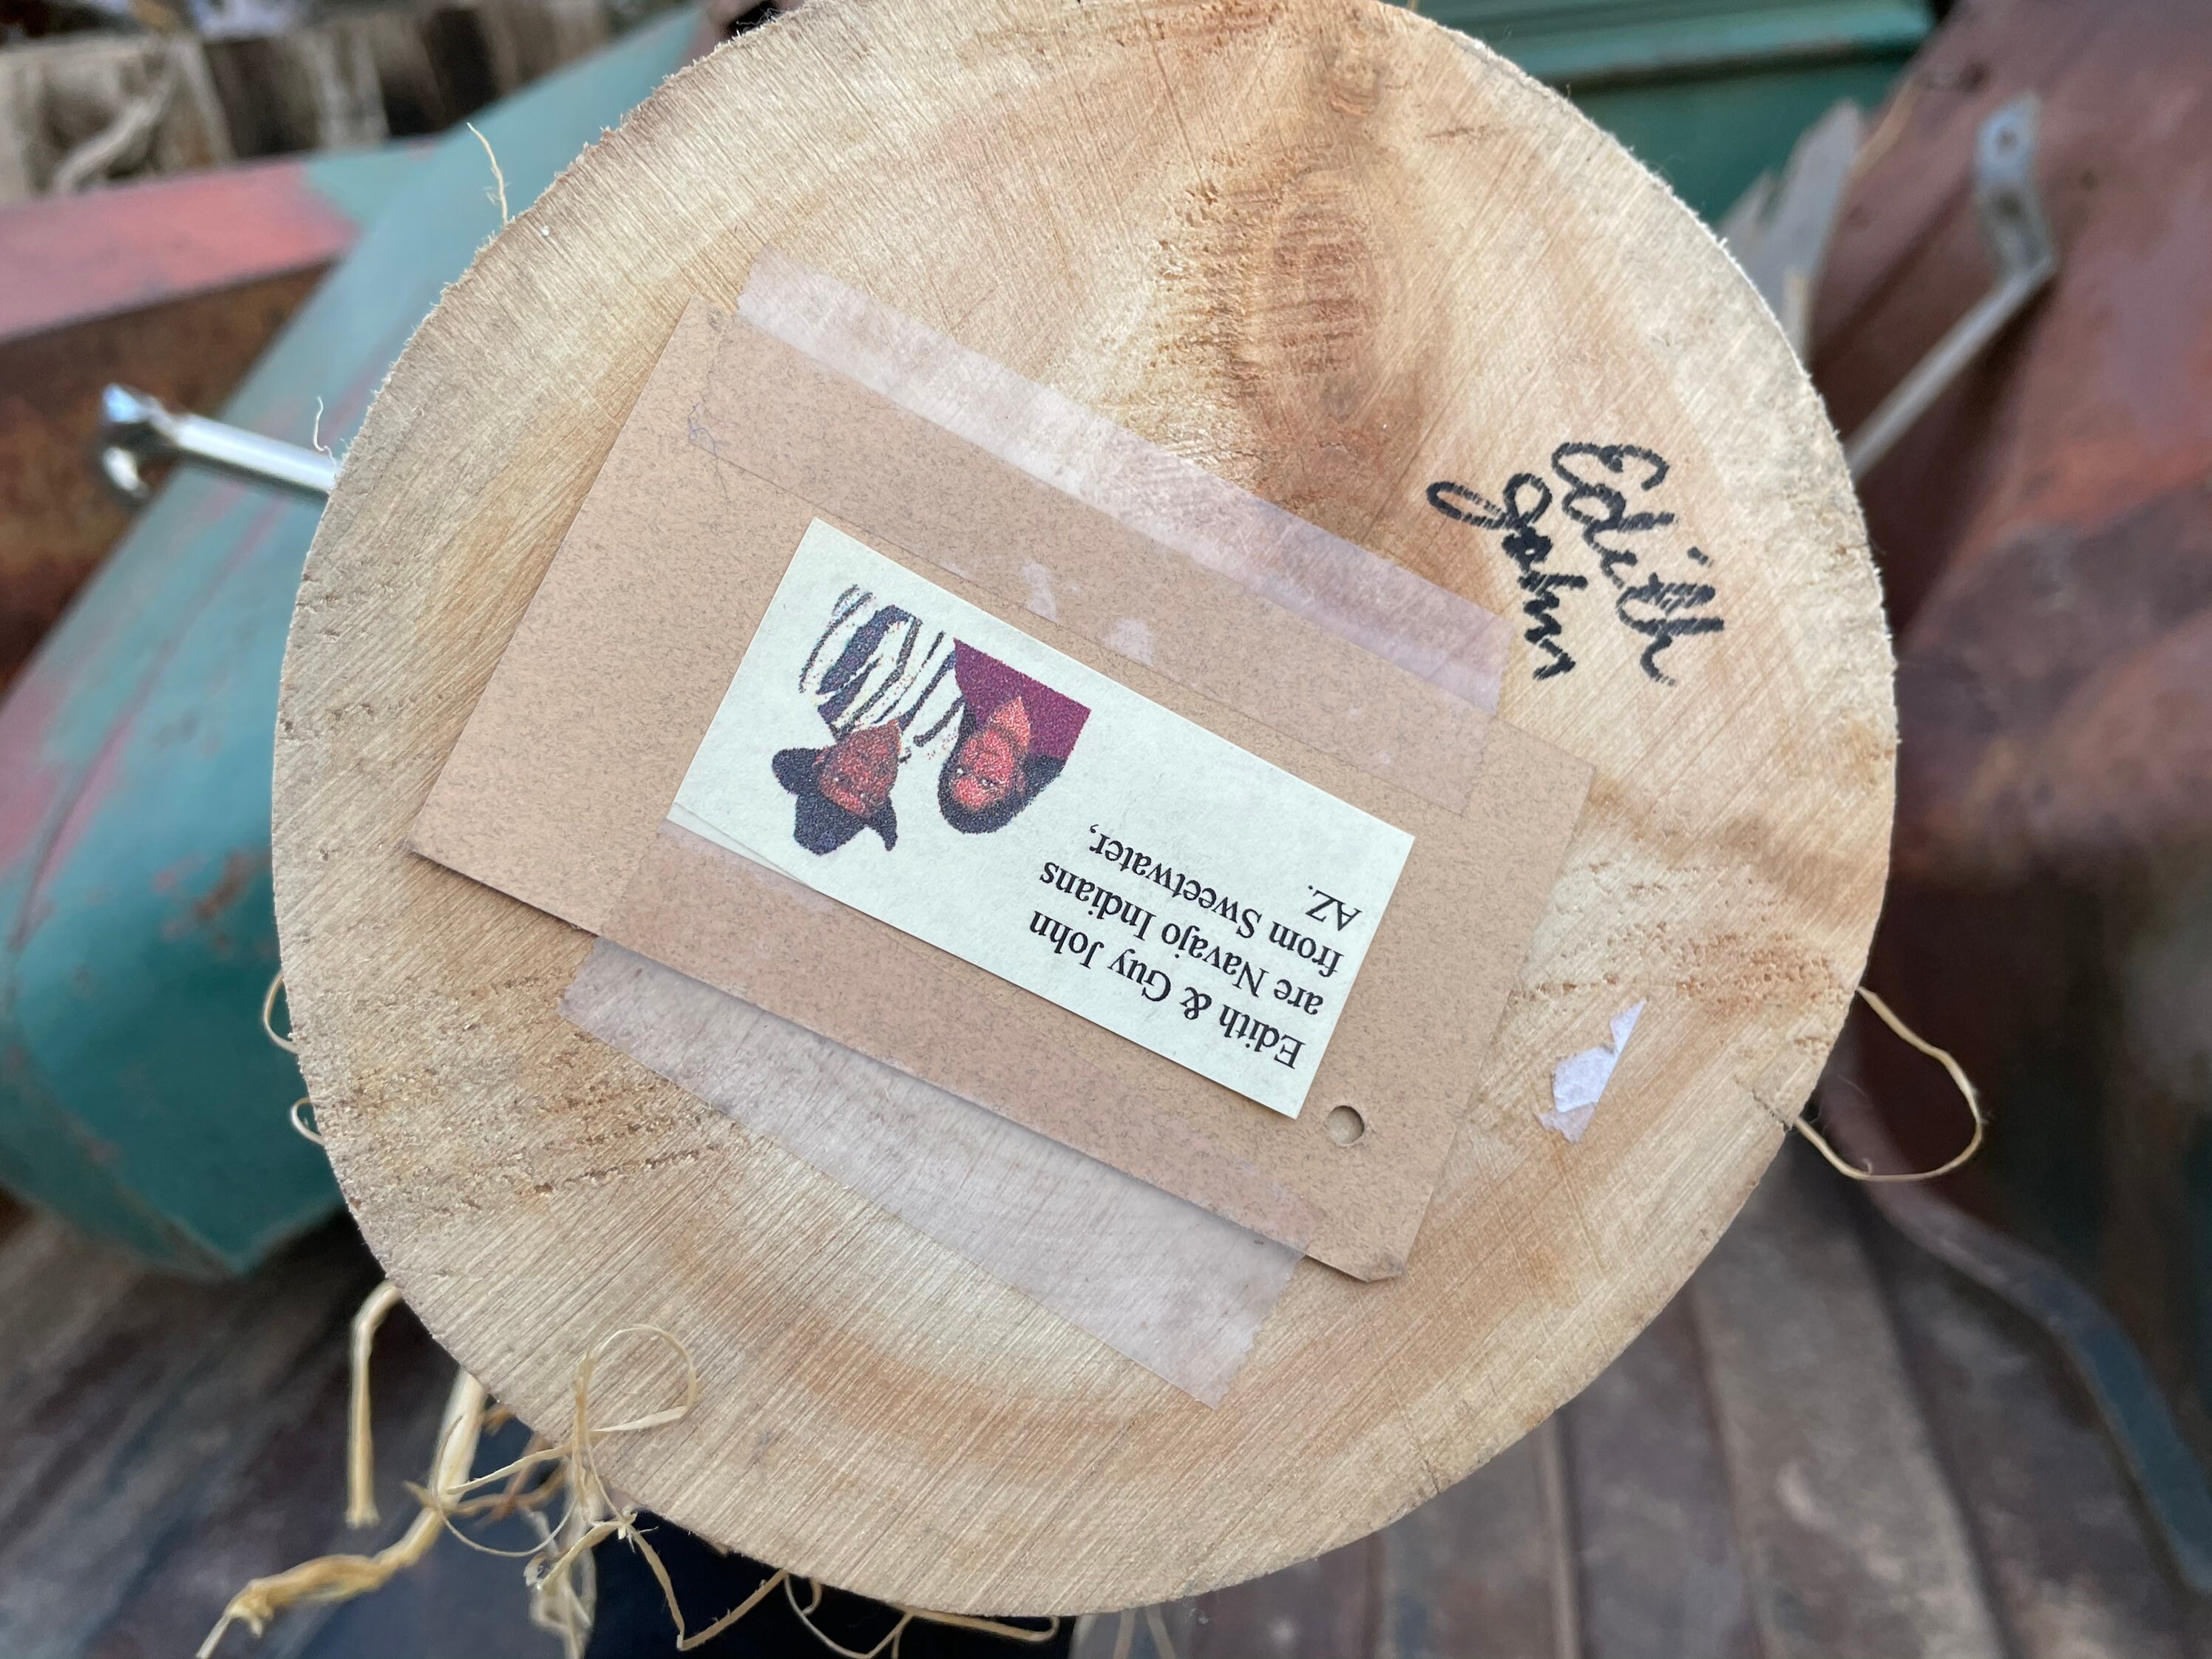 Edith
John
Edith & Guy John
are Navajo Indians
from Sweetwater,
AZ.